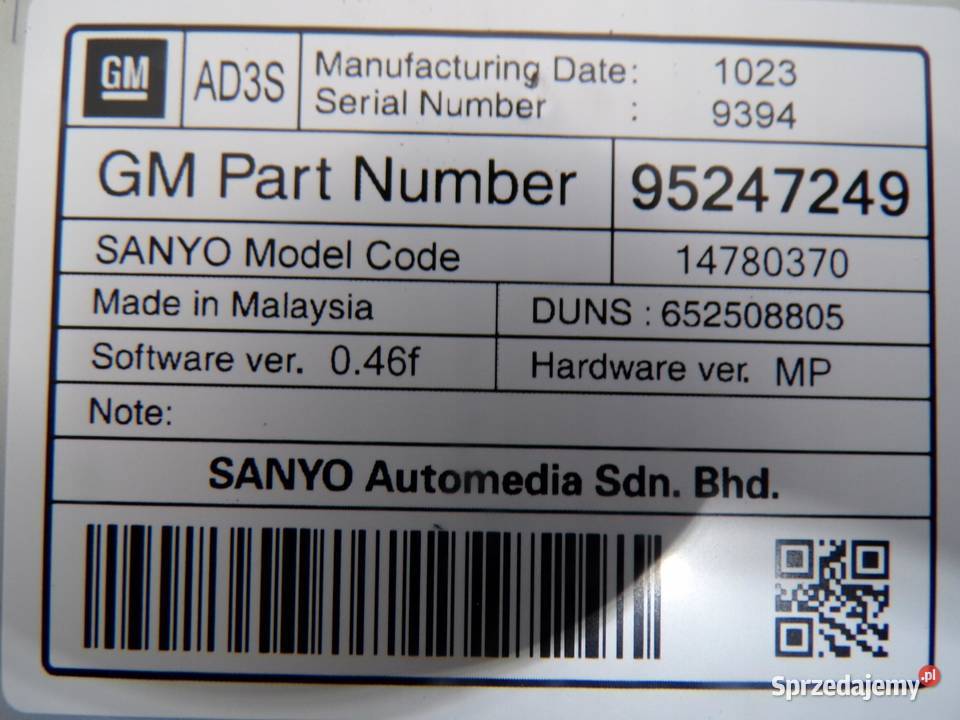 GM
AD3S
Manufacturing Date: 1023
Serial Number : 9394
GM Part Number 95247249
SANYO Model Code 14780370
Made in Malaysia DUNS : 652508805
Software ver. 0.46f Hardware ver. MP
Note:
SANYO Automedia Sdn. Bhd.
Sprzedajemy.pl